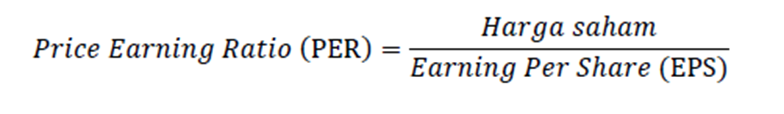 Price Earning Ratio (PER) = Harga saham
Earning Per Share (EPS)